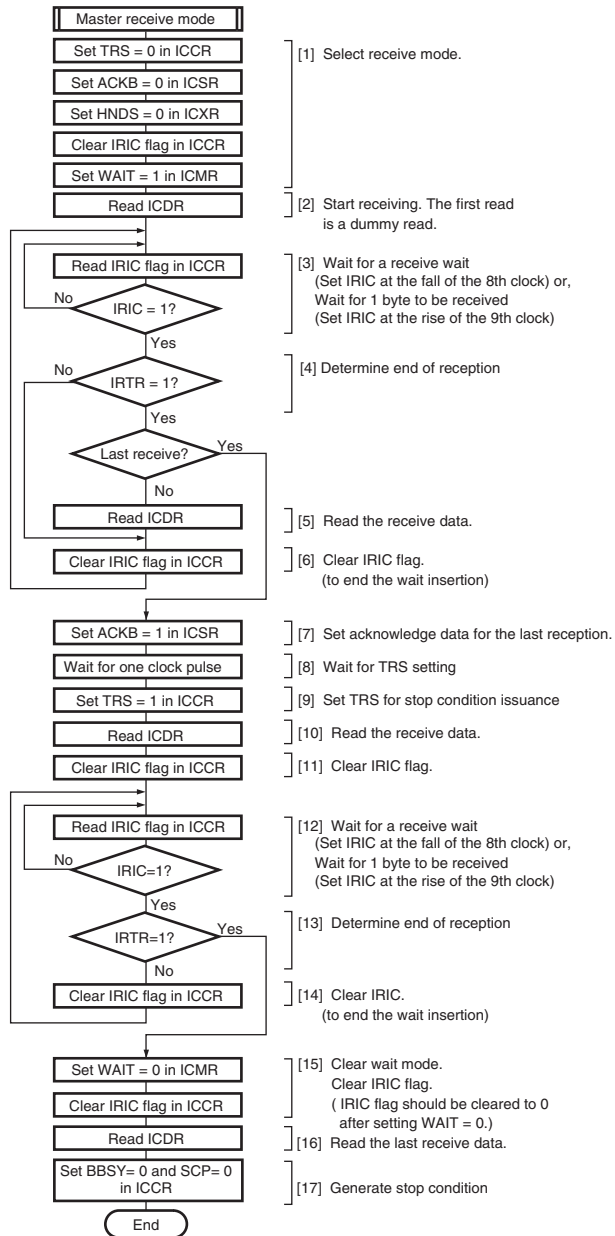 Master receive mode
Set TRS = 0 in ICCR
[1] Select receive mode.
Set ACKB = 0 in ICSR
Set HNDS = 0 in ICXR
Clear IRIC flag in ICCR
Set WAIT = 1 in ICMR
Read ICDR
[2] Start receiving. The first read
is a dummy read.
Read IRIC flag in ICCR
[3] Wait for a receive wait
(Set IRIC at the fall of the 8th clock) or,
Wait for 1 byte to be received
(Set IRIC at the rise of the 9th clock)
No
IRIC = 1?
Yes
No
IRTR = 1?
[4] Determine end of reception
Yes
Last receive?
Yes
No
Read ICDR
[5] Read the receive data.
Clear IRIC flag in ICCR
[6] Clear IRIC flag.
(to end the wait insertion)
Set ACKB = 1 in ICSR
[7] Set acknowledge data for the last reception.
Wait for one clock pulse
[8] Wait for TRS setting
Set TRS = 1 in ICCR
[9] Set TRS for stop condition issuance
Read ICDR
[10] Read the receive data.
Clear IRIC flag in ICCR
[11] Clear IRIC flag.
Read IRIC flag in ICCR
[12] Wait for a receive wait
(Set IRIC at the fall of the 8th clock) or,
Wait for 1 byte to be received
(Set IRIC at the rise of the 9th clock)
No
IRIC=1?
Yes
IRTR=1?
Yes
[13] Determine end of reception
No
Clear IRIC flag in ICCR
[14] Clear IRIC.
(to end the wait insertion)
Set WAIT = 0 in ICMR
[15] Clear wait mode.
Clear IRIC flag.
( IRIC flag should be cleared to 0
after setting WAIT = 0.)
Clear IRIC flag in ICCR
Read ICDR
[16] Read the last receive data.
Set BBSY= 0 and SCP= 0
in ICCR
[17] Generate stop condition
End